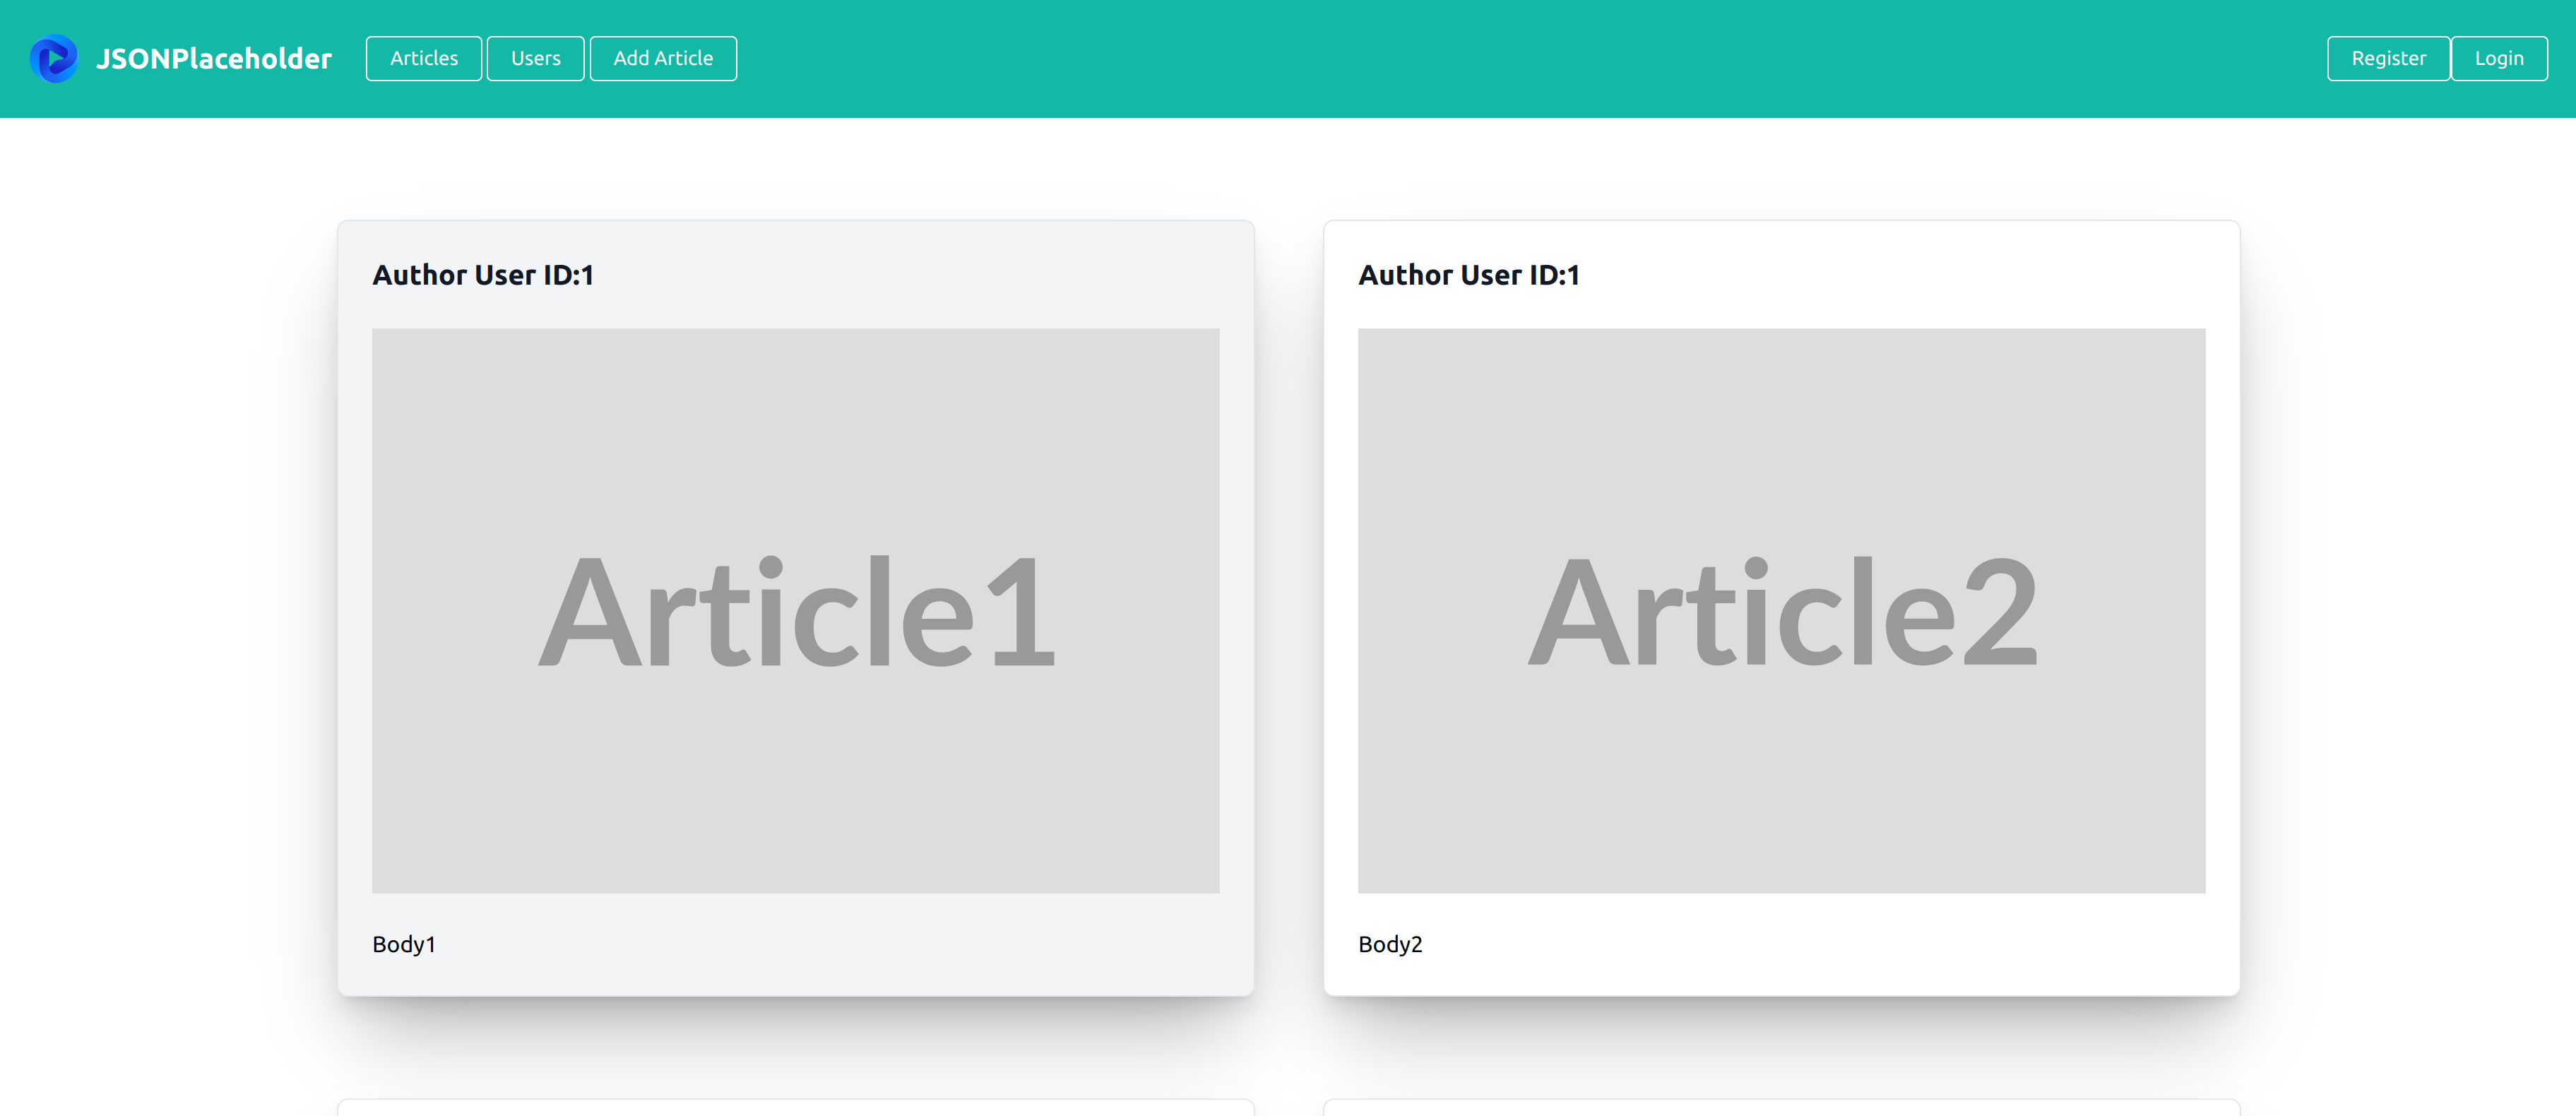 JSONPlaceholder Articles Users Add Article Register Login
Author User ID:1
Article1
Body1
Author User ID:1
Article2
Body2